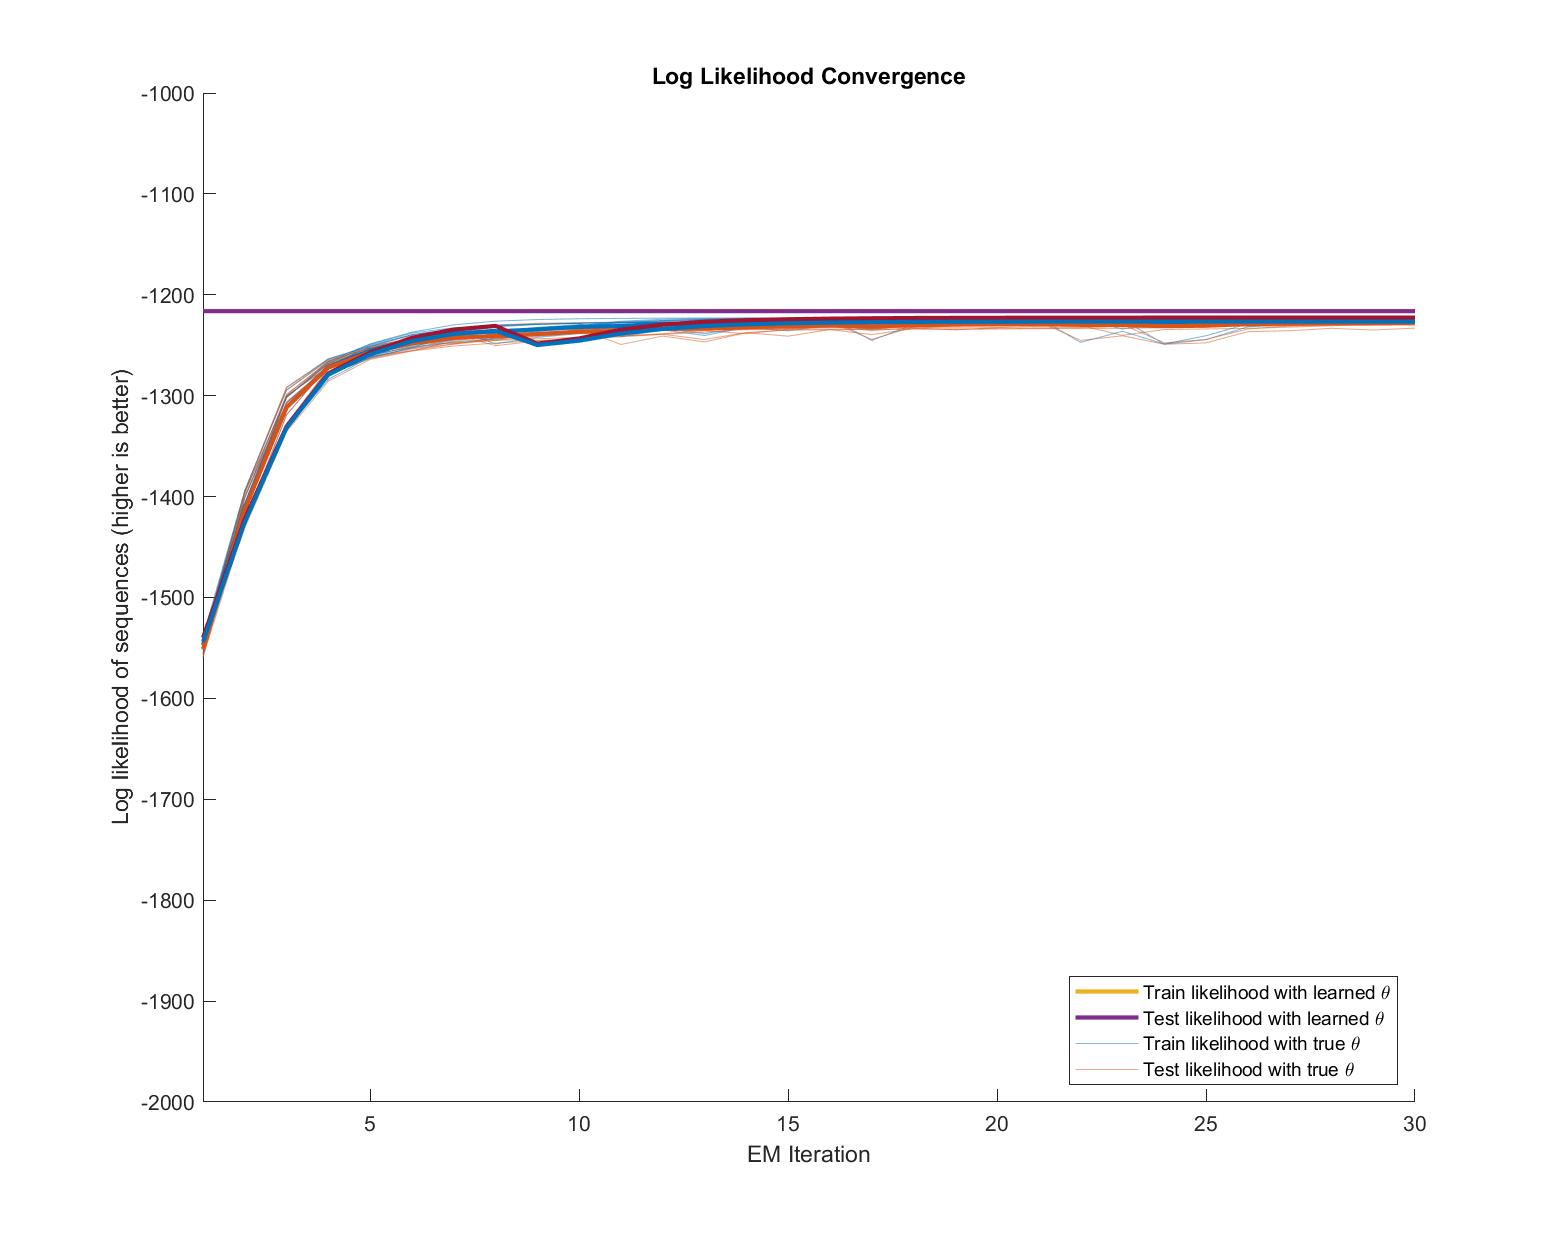 Log Likelihood Convergence
-1000
-1100
-1200
-1300
-1400
-1500
-1600
-1700
-1800
-1900
-2000
Log likelihood of sequences (higher is better)
5
10
15
20
25
30
EM Iteration
Train likelihood with learned θ
Test likelihood with learned θ
Train likelihood with true θ
Test likelihood with true θ